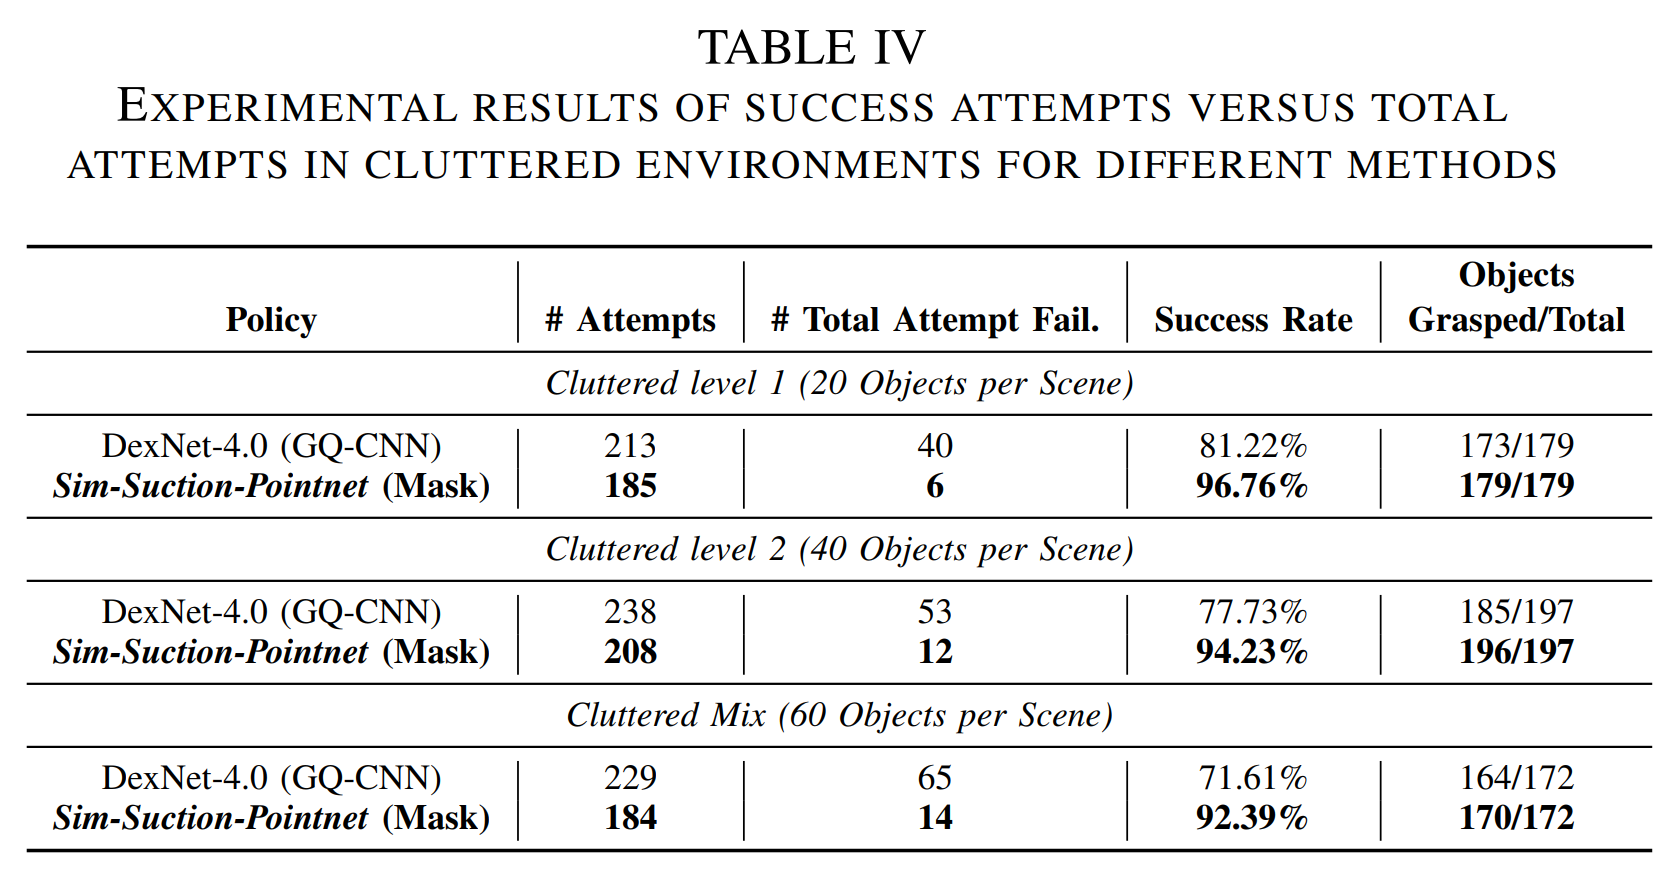 TABLE IV
EXPERIMENTAL RESULTS OF SUCCESS ATTEMPTS VERSUS TOTAL
ATTEMPTS IN CLUTTERED ENVIRONMENTS FOR DIFFERENT METHODS
Policy # Attempts # Total Attempt Fail. Success Rate Objects Grasped/Total
Cluttered level 1 (20 Objects per Scene)
DexNet-4.0 (GQ-CNN) 213 40 81.22% 173/179
Sim-Suction-Pointnet (Mask) 185 6 96.76% 179/179
Cluttered level 2 (40 Objects per Scene)
DexNet-4.0 (GQ-CNN) 238 53 77.73% 185/197
Sim-Suction-Pointnet (Mask) 208 12 94.23% 196/197
Cluttered Mix (60 Objects per Scene)
DexNet-4.0 (GQ-CNN) 229 65 71.61% 164/172
Sim-Suction-Pointnet (Mask) 184 14 92.39% 170/172